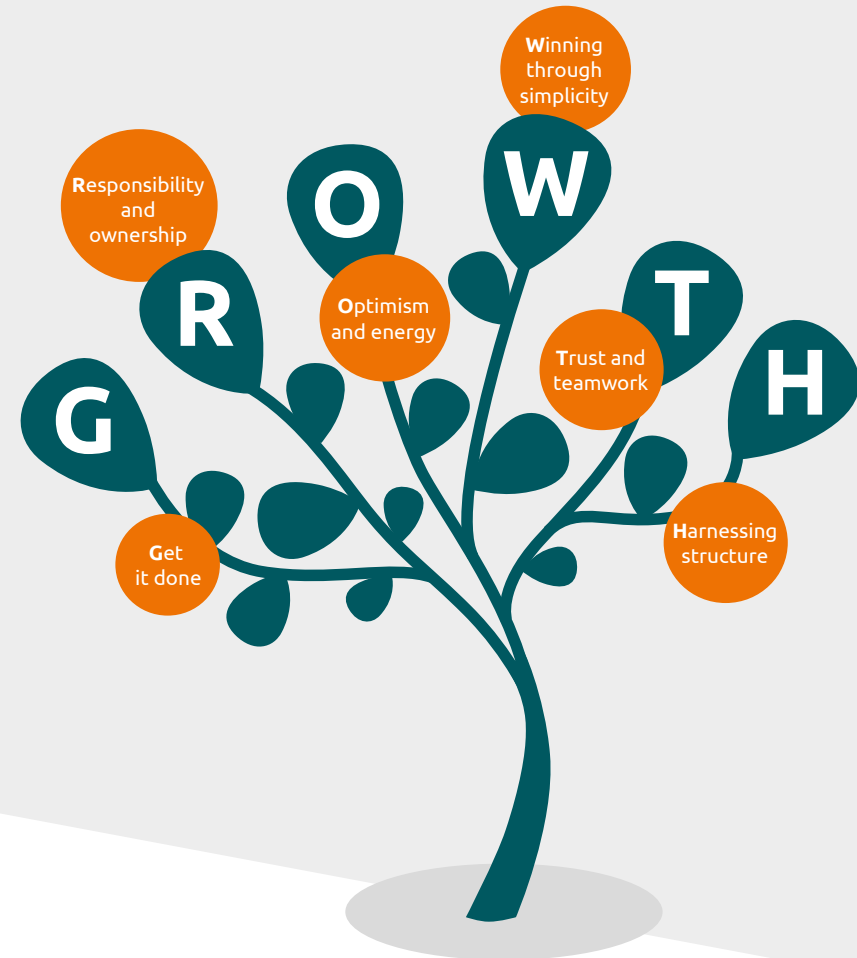 G
Get
it done
R
Responsibility
and
ownership
O
Optimism
and energy
W
Winning
through
simplicity
T
Trust and
teamwork
H
Harnessing
structure